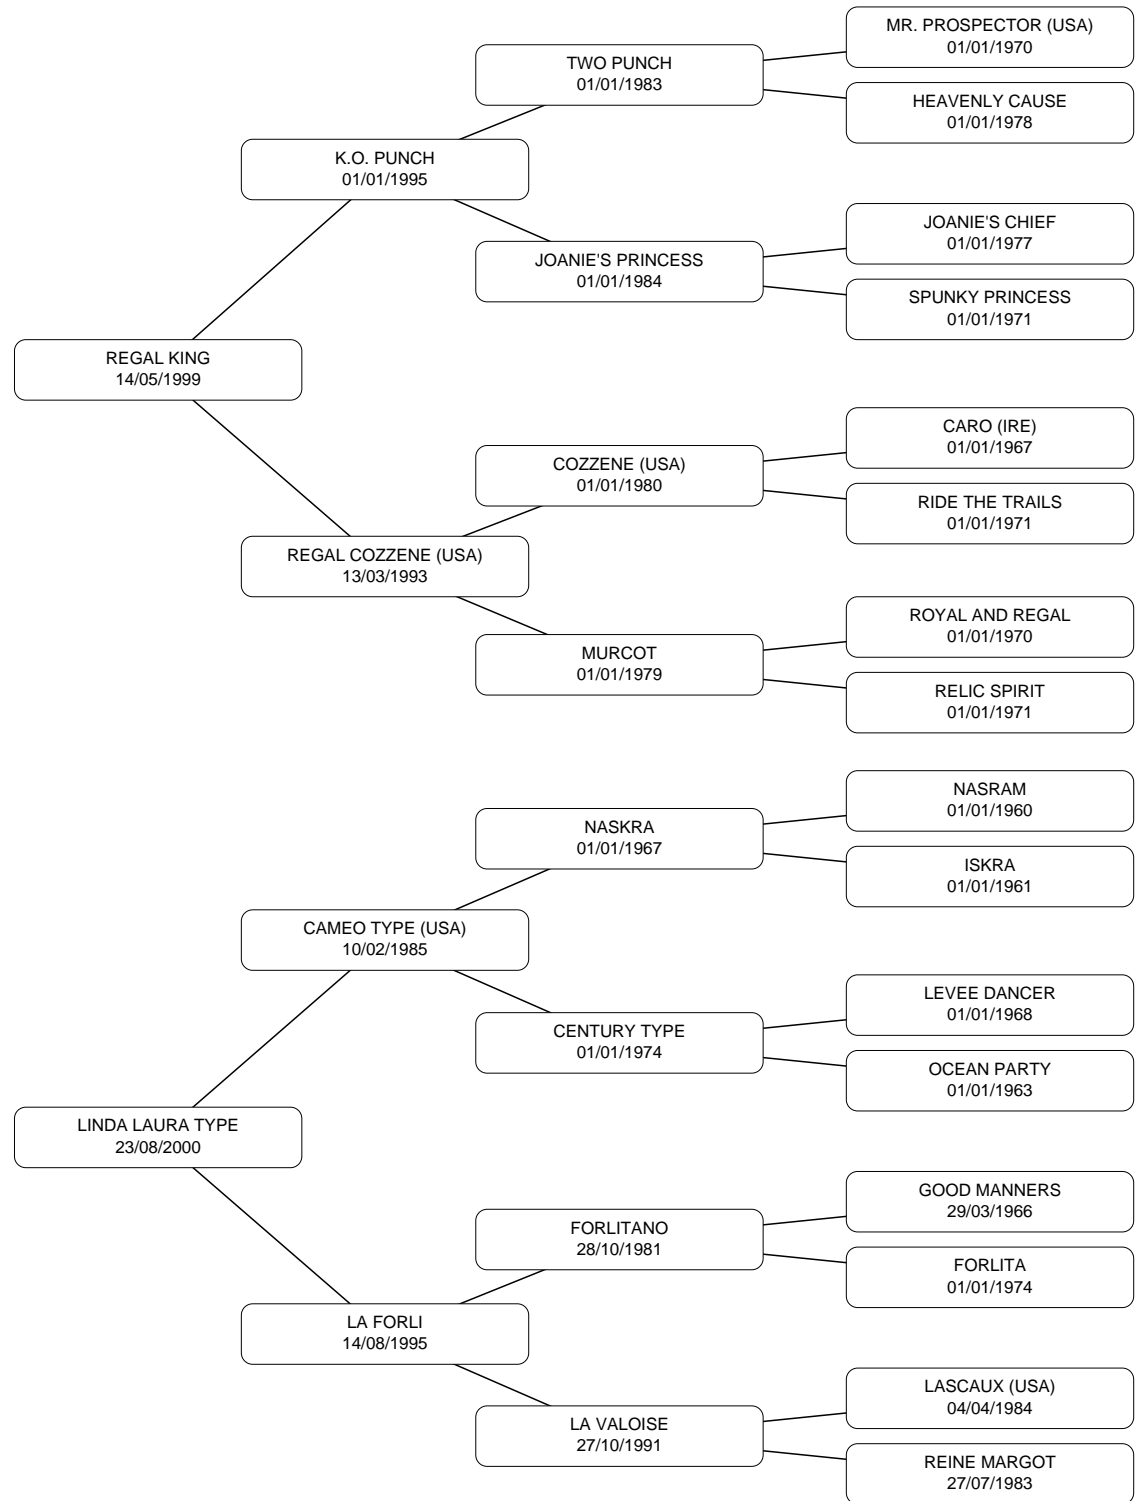 MR. PROSPECTOR (USA)
01/01/1970
TWO PUNCH
01/01/1983
HEAVENLY CAUSE
01/01/1978
K.O. PUNCH
01/01/1995
JOANIE'S CHIEF
01/01/1977
JOANIE'S PRINCESS
01/01/1984
SPUNKY PRINCESS
01/01/1971
REGAL KING
14/05/1999
CARO (IRE)
01/01/1967
COZZENE (USA)
01/01/1980
RIDE THE TRAILS
01/01/1971
REGAL COZZENE (USA)
13/03/1993
ROYAL AND REGAL
01/01/1970
MURCOT
01/01/1979
RELIC SPIRIT
01/01/1971
NASRAM
01/01/1960
NASKRA
01/01/1967
ISKRA
01/01/1961
CAMEO TYPE (USA)
10/02/1985
LEVEE DANCER
01/01/1968
CENTURY TYPE
01/01/1974
OCEAN PARTY
01/01/1963
LINDA LAURA TYPE
23/08/2000
GOOD MANNERS
29/03/1966
FORLITANO
28/10/1981
FORLITA
01/01/1974
LA FORLI
14/08/1995
LASCAUX (USA)
04/04/1984
LA VALOISE
27/10/1991
REINE MARGOT
27/07/1983